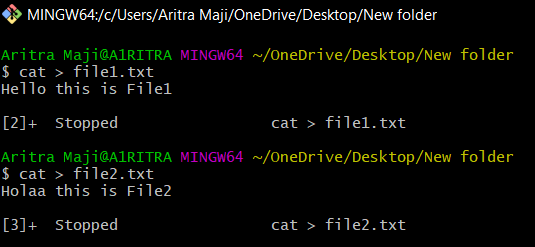 MINGW64:/c/Users/Aritra Maji/OneDrive/Desktop/New folder
Aritra Maji@A1RITRA MINGW64 ~/OneDrive/Desktop/New folder
$ cat > file1.txt
Hello this is File1
[2]+  Stopped                 cat > file1.txt
Aritra Maji@A1RITRA MINGW64 ~/OneDrive/Desktop/New folder
$ cat > file2.txt
Holaa this is File2
[3]+  Stopped                 cat > file2.txt